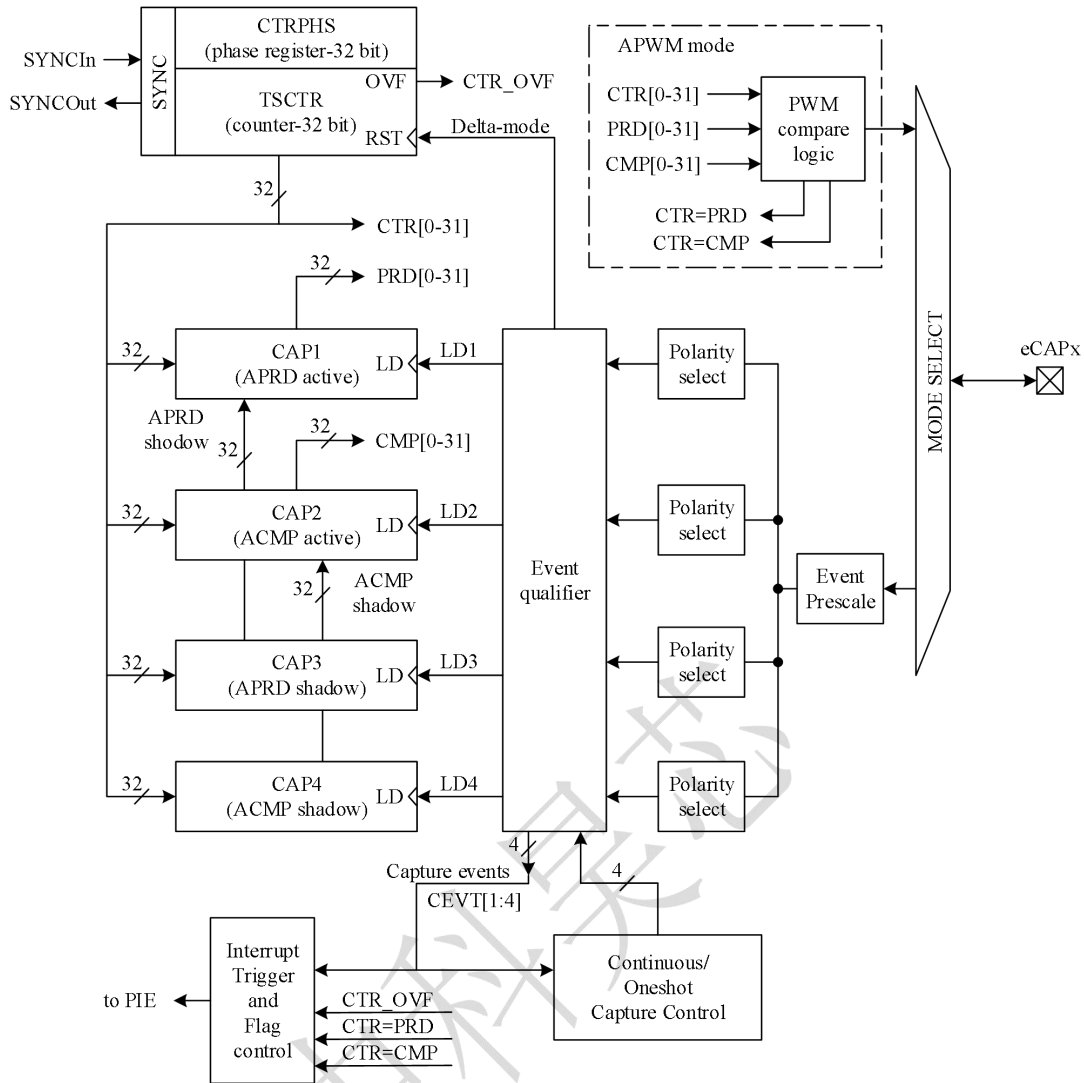 CTRPHS
(phase register-32 bit)
SYNC
SYNCIn
SYNCOut
OVF
CTR_OVF
TSCTR
(counter-32 bit)
RST
Delta-mode
APWM mode
CTR[0-31]
PRD[0-31]
CMP[0-31]
PWM
compare
logic
CTR=PRD
CTR=CMP
32
CTR[0-31]
32
PRD[0-31]
32
CAP1
(APRD active)
LD
LD1
Polarity
select
eCAPx
MODE SELECT
APRD
shodow
32
32
CMP[0-31]
32
CAP2
(ACMP active)
LD
LD2
Polarity
select
Event
qualifier
ACMP
shadow
32
Event
Prescale
32
CAP3
(APRD shadow)
LD
LD3
Polarity
select
32
CAP4
(ACMP shadow)
LD
LD4
Polarity
select
4
Capture events
CEVT[1:4]
4
Interrupt
Trigger
and
Flag
control
to PIE
CTR_OVF
CTR=PRD
CTR=CMP
Continuous/
Oneshot
Capture Control
中科昊芯